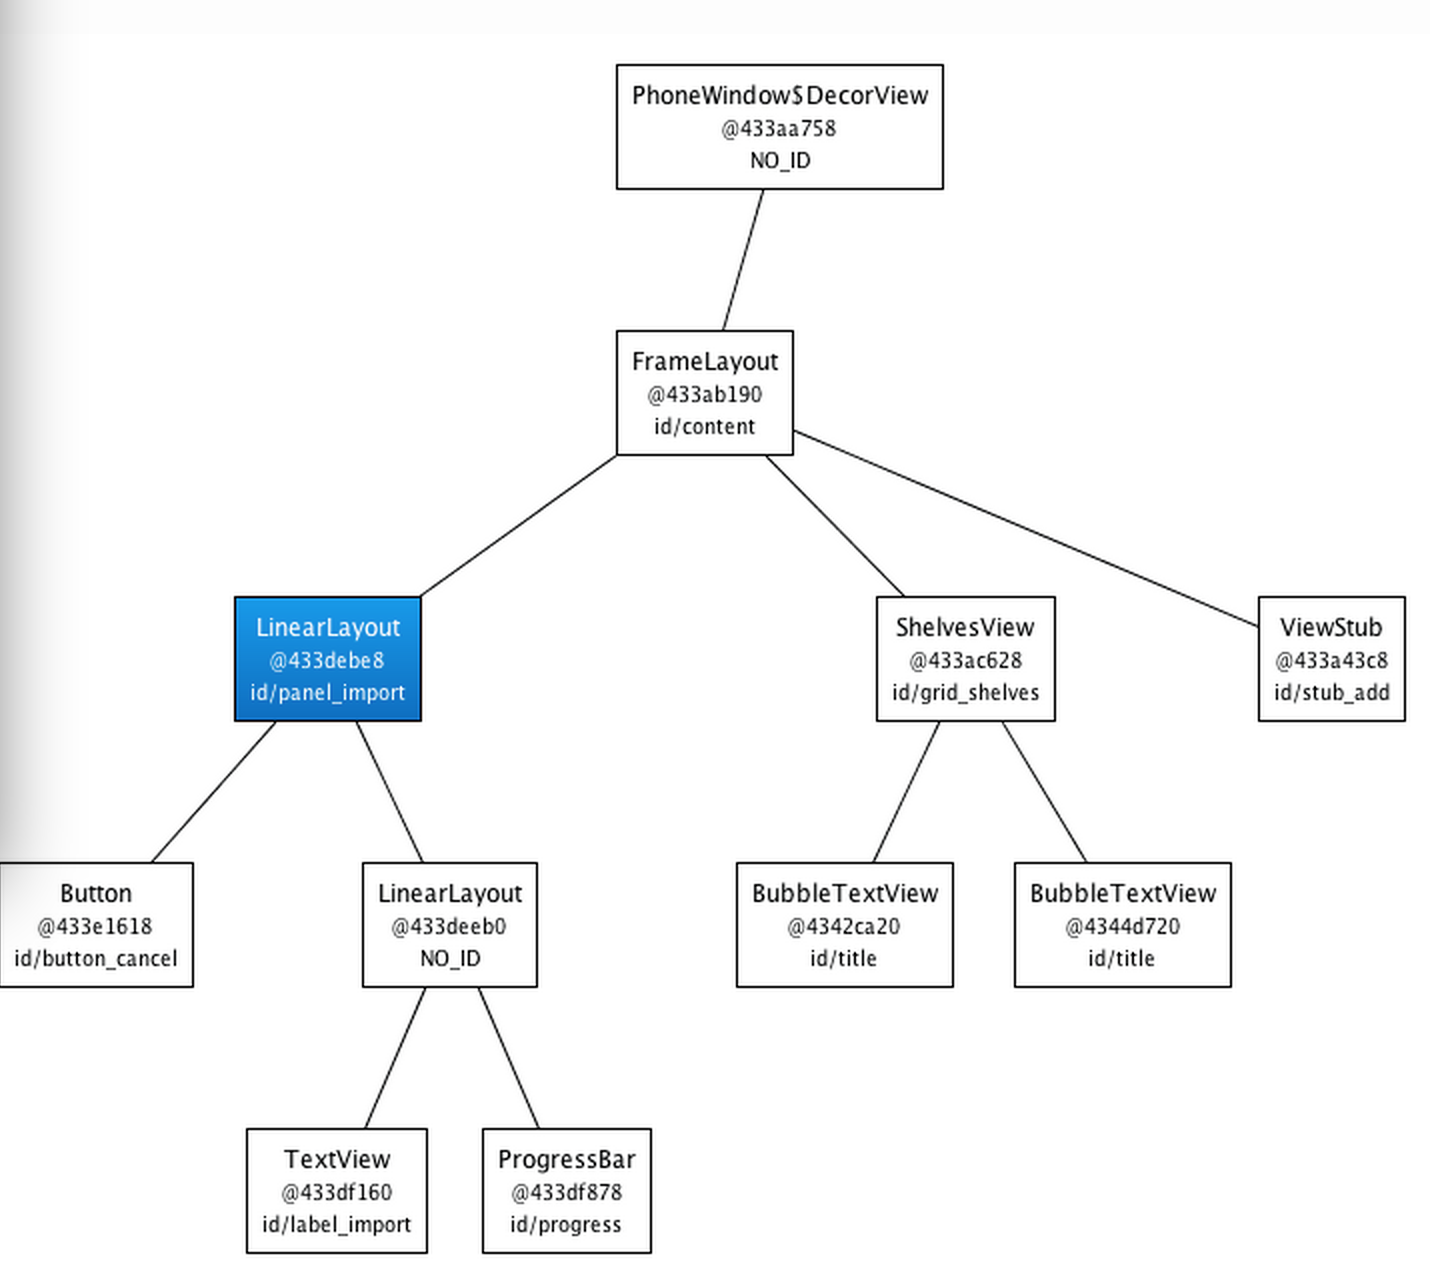 PhoneWindow$DecorView
@433aa758
NO_ID
FrameLayout
@433ab190
id/content
LinearLayout
@433debe8
id/panel_import
ShelvesView
@433ac628
id/grid_shelves
ViewStub
@433a43c8
id/stub_add
Button
@433e1618
id/button_cancel
LinearLayout
@433deeb0
NO_ID
BubbleTextView
@4342ca20
id/title
BubbleTextView
@4344d720
id/title
TextView
@433df160
id/label_import
ProgressBar
@433df878
id/progress